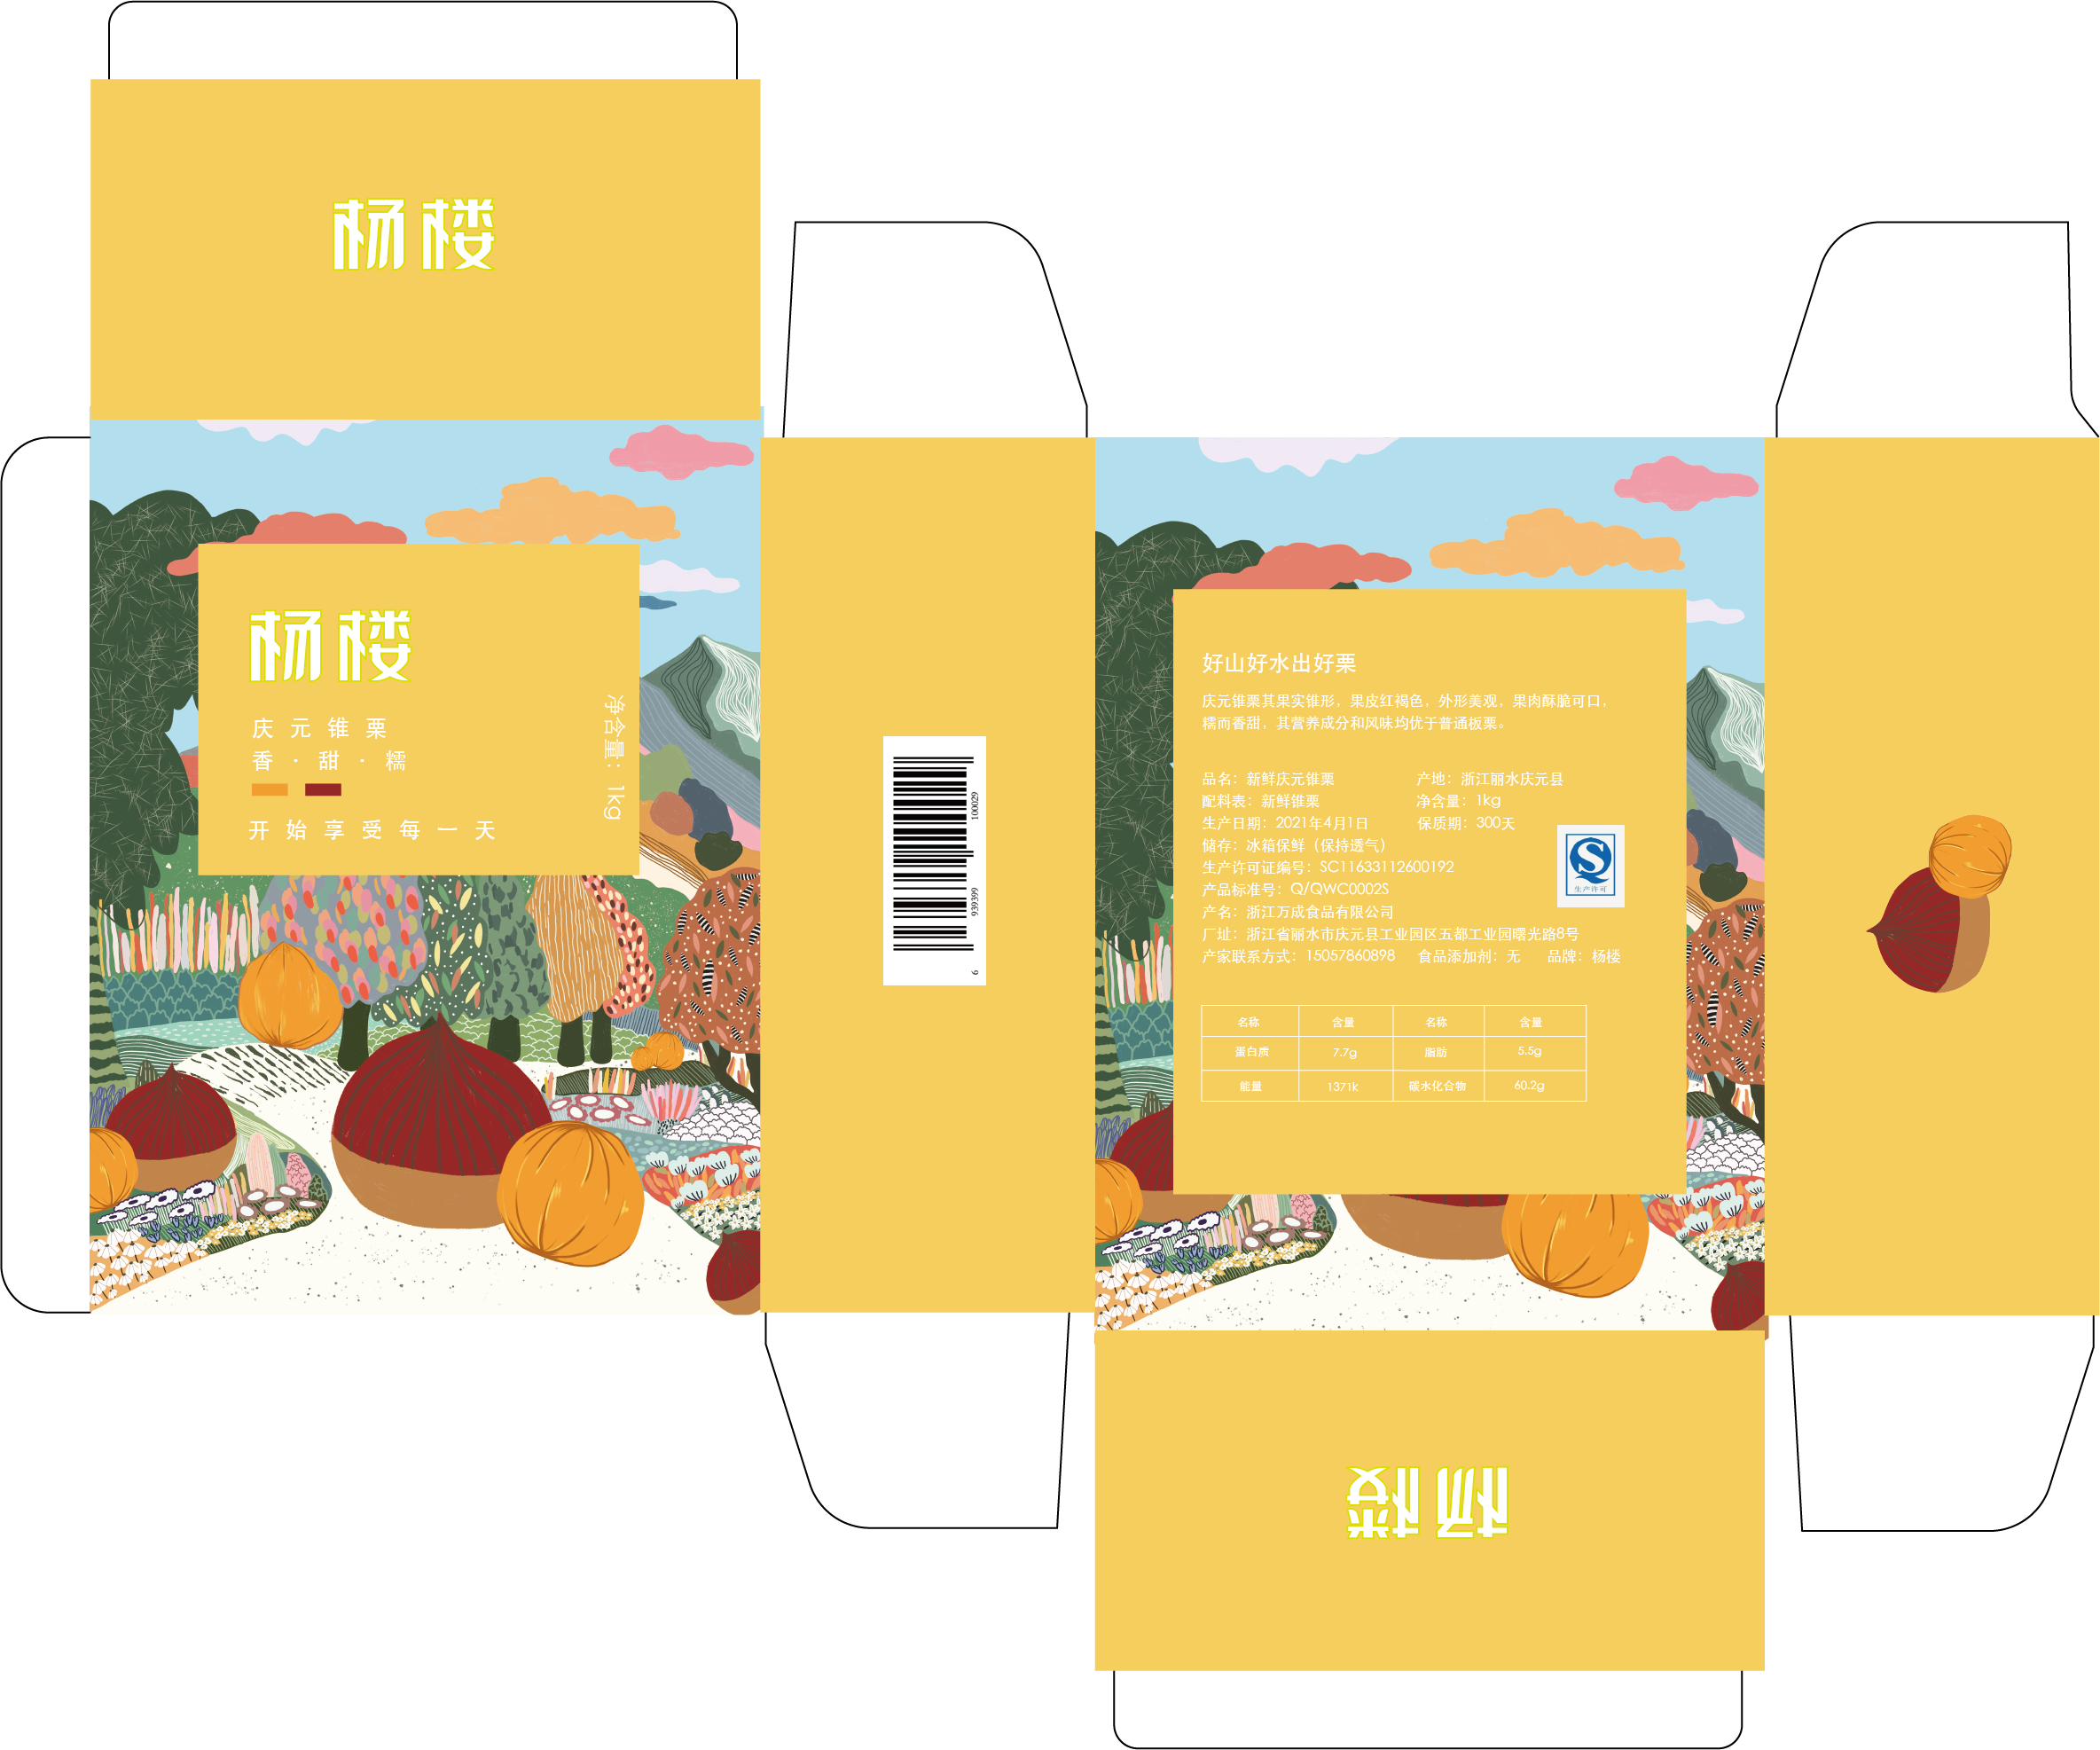 杨楼
杨楼
庆元锥栗
香·甜·糯
开始享受每一天
净含量：1kg
6 939399 100029
好山好水出好栗
庆元锥栗其果实锥形，果皮红褐色，外形美观，果肉酥脆可口，
糯而香甜，其营养成分和风味均优于普通板栗。
品名：新鲜庆元锥栗 产地：浙江丽水庆元县
配料表：新鲜锥栗 净含量：1kg
生产日期：2021年4月1日 保质期：300天
储存：冰箱保鲜（保持透气）
生产许可证编号：SC11633112600192
产品标准号：Q/QWC0002S
产名：浙江万成食品有限公司
厂址：浙江省丽水市庆元县工业园区五都工业园曙光路8号
产家联系方式：15057860898 食品添加剂：无 品牌：杨楼
生产许可
名称 含量 名称 含量
蛋白质 7.7g 脂肪 5.5g
能量 1371k 碳水化合物 60.2g
杨楼